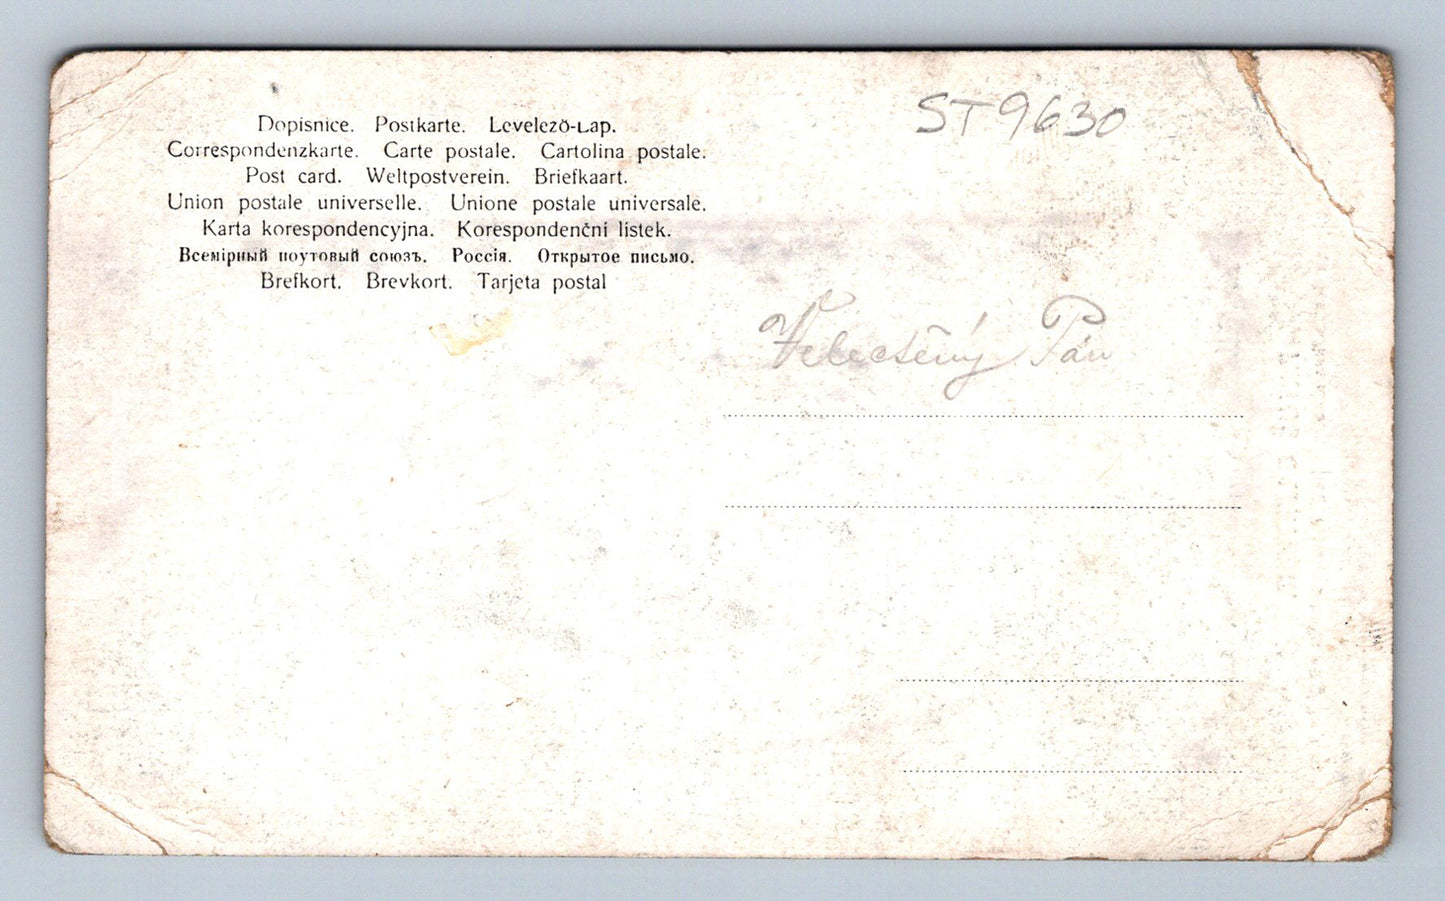 Dopisnice. Postkarte. Levelező-Lap.
Correspondenzkarte. Carte postale. Cartolina postale.
Post card. Weltpostverein. Briefkaart.
Union postale universelle. Unione postale universale.
Karta korespondencyjna. Korespondenční lístek.
Всемірный поутовый союзъ. Россія. Открытое письмо.
Brefkort. Brevkort. Tarjeta postal
ST9630
Velectěný Pán